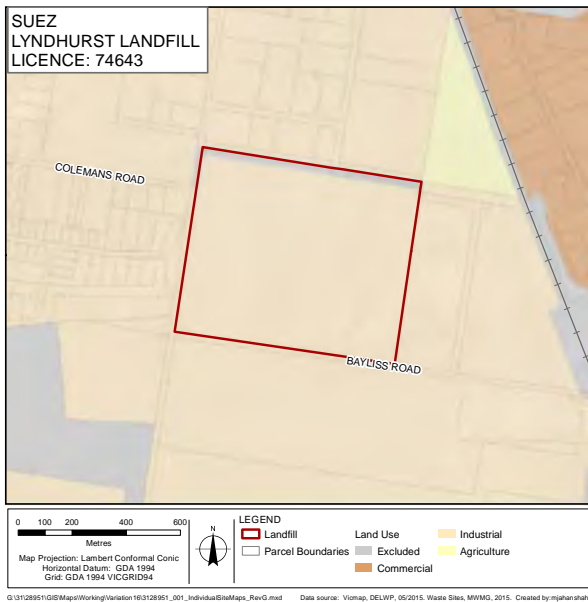 SUEZ
LYNDHURST LANDFILL
LICENCE: 74643
COLEMANS ROAD
BAYLISS ROAD
0 100 200 400 600
Metres
Map Projection: Lambert Conformal Conic
Horizontal Datum: GDA 1994
Grid: GDA 1994 VICGRID94
N
LEGEND
Landfill
Parcel Boundaries
Land Use
Excluded
Commercial
Industrial
Agriculture
G:\31\28951\GIS\Maps\Working\Variation16\3128951_001_IndividualSiteMaps_RevG.mxd
Data source: Vicmap, DELWP, 05/2015. Waste Sites, MWMG, 2015. Created by:mjahanshahi